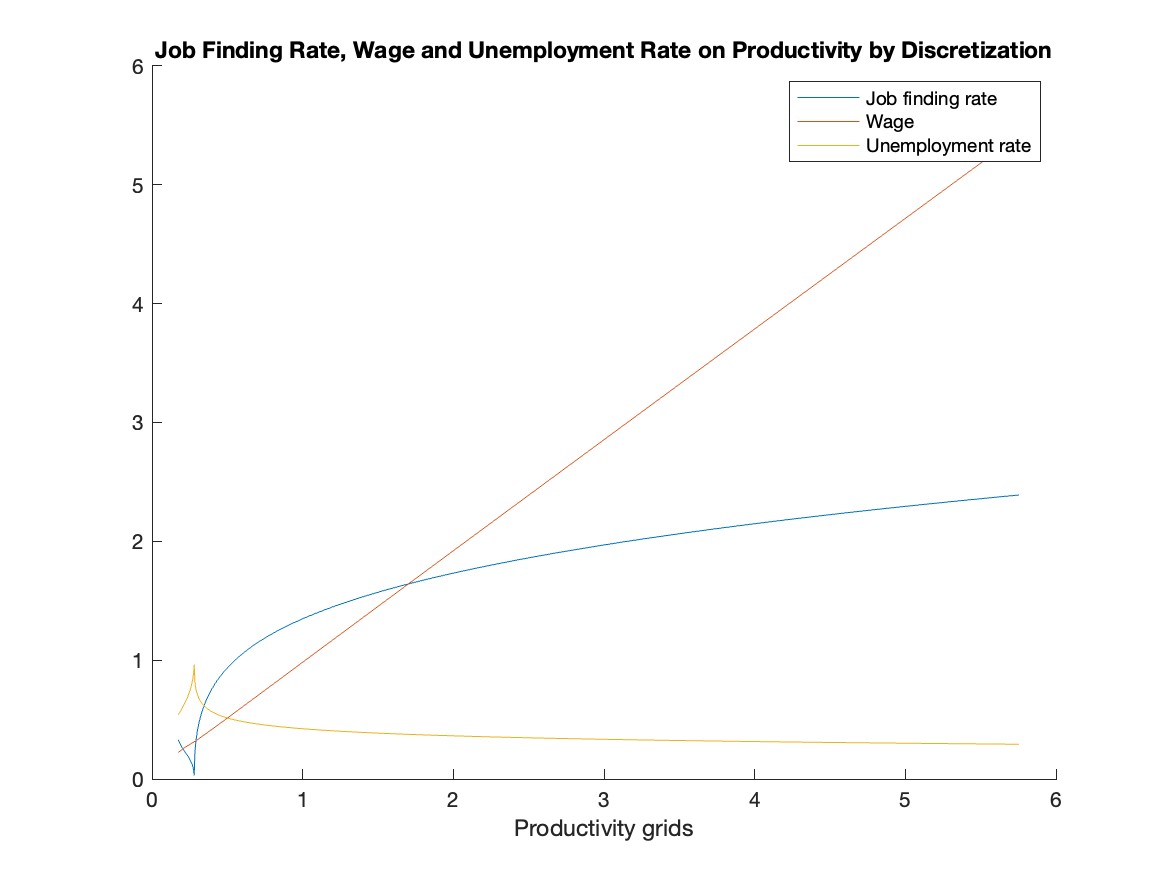 Job Finding Rate, Wage and Unemployment Rate on Productivity by Discretization
6
5
4
3
2
1
0
Job finding rate
Wage
Unemployment rate
0 1 2 3 4 5 6
Productivity grids